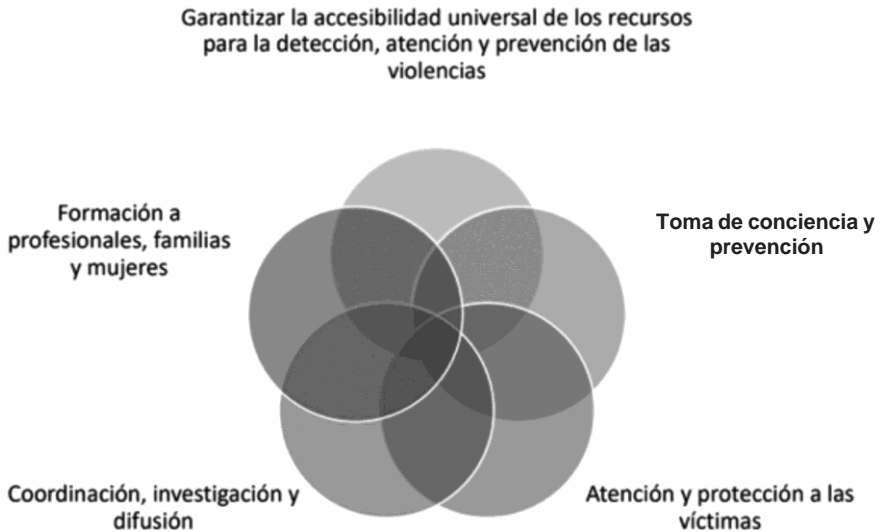 Garantizar la accesibilidad universal de los recursos
para la detección, atención y prevención de las
violencias
Formación a
profesionales, familias
y mujeres
Toma de conciencia y
prevención
Coordinación, investigación y
difusión
Atención y protección a las
víctimas